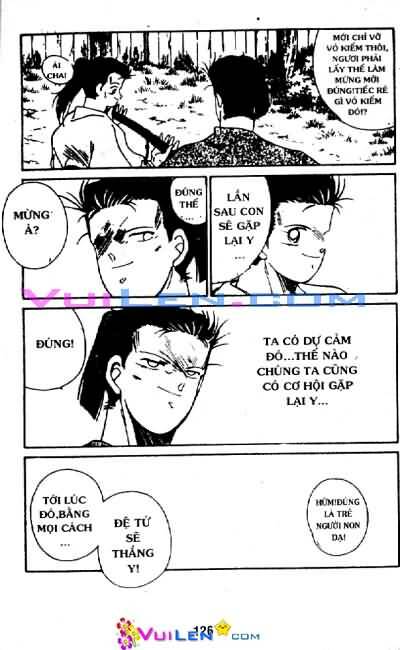 MỚI CHỈ VỠ
VỎ KIẾM THÔI,
NGƯƠI PHẢI
LẤY THẾ LÀM
MỪNG MỚI
ĐÚNG!TIẾC RẺ
GÌ VỎ KIẾM
ĐÓ!?
ÁI
CHA!
LẦN
SAU CON
SẼ GẶP
LẠI Y ...
ĐÚNG
THẾ
...
MỪNG
À?
VUILEN.COM
ĐÚNG!
TA CÓ DỰ CẢM
ĐÓ...THẾ NÀO
CHÚNG TA CŨNG
CÓ CƠ HỘI GẶP
LẠI Y...
TỚI LÚC
ĐÓ,BẰNG
MỌI CÁCH
...
ĐỆ TỬ
SẼ
THẮNG
Y!
HỪM!ĐÚNG
LÀ TRẺ
NGƯỜI NON
DẠ!
126
VUILEN.COM